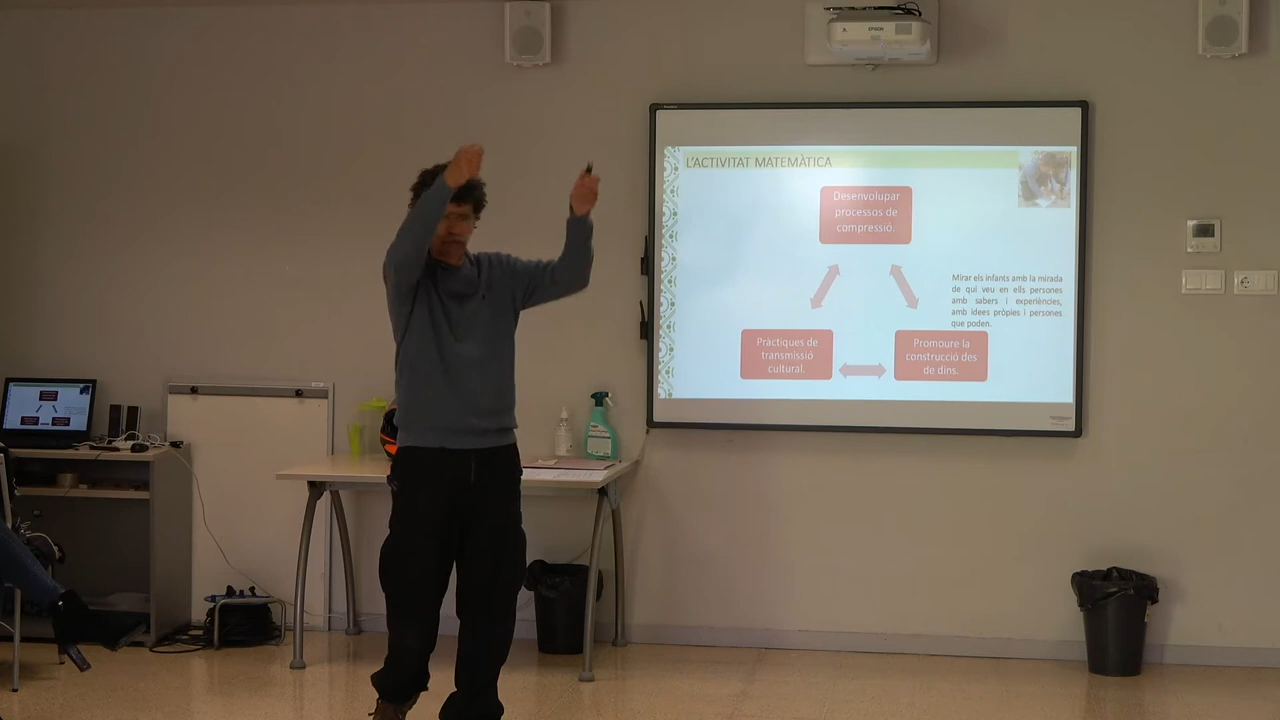 EPSON
L'ACTIVITAT MATEMÀTICA
Desenvolupar
processos de
compressió.
Mirar els infants amb la mirada
de qui veu en ells persones
amb sabers i experiències,
amb idees pròpies i persones
que poden.
Pràctiques de
transmissió
cultural.
Promoure la
construcció des
de dins.